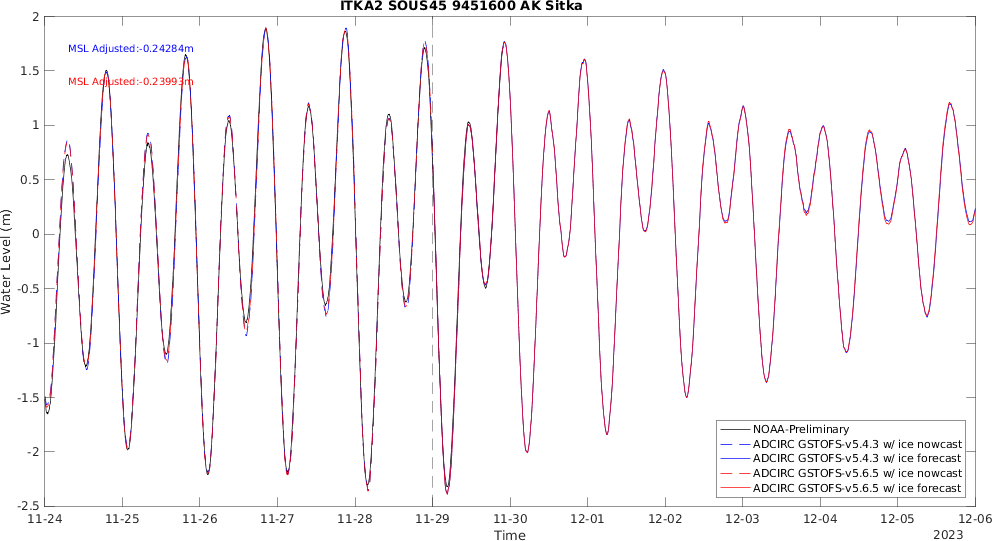 ITKA2 SOUS45 9451600 AK Sitka
MSL Adjusted:-0.24284m
MSL Adjusted:-0.23993m
Water Level (m)
2
1.5
1
0.5
0
-0.5
-1
-1.5
-2
-2.5
NOAA-Preliminary
ADCIRC GSTOFS-v5.4.3 w/ ice nowcast
ADCIRC GSTOFS-v5.4.3 w/ ice forecast
ADCIRC GSTOFS-v5.6.5 w/ ice nowcast
ADCIRC GSTOFS-v5.6.5 w/ ice forecast
11-24 11-25 11-26 11-27 11-28 11-29 11-30 12-01 12-02 12-03 12-04 12-05 12-06
Time
2023